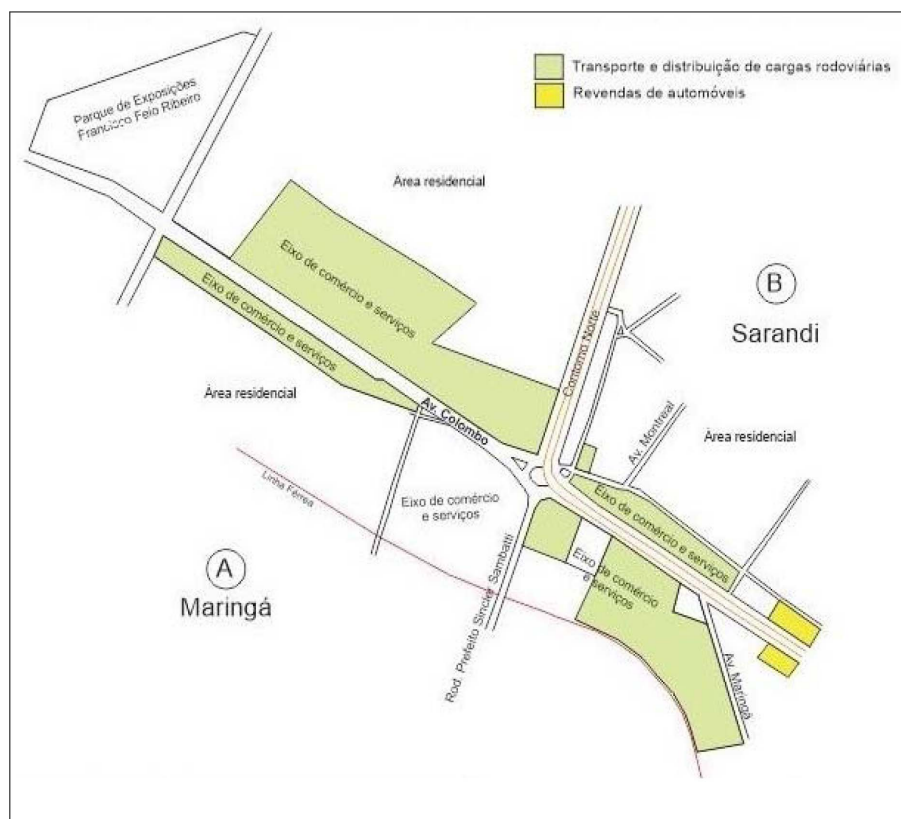 Transporte e distribuição de cargas rodoviárias
Revendas de automóveis
Parque de Exposições
Francisco Feio Ribeiro
Área residencial
Eixo de comércio e serviços
Eixo de comércio e serviços
B
Sarandi
Contorno Norte
Área residencial
Av. Colombo
Av. Montreal
Área residencial
Linha Férrea
Eixo de comércio
e serviços
Eixo de comércio e serviços
A
Maringá
Eixo de comércio
e serviços
Rod. Prefeito Sincler Sambatti
Av. Maringá